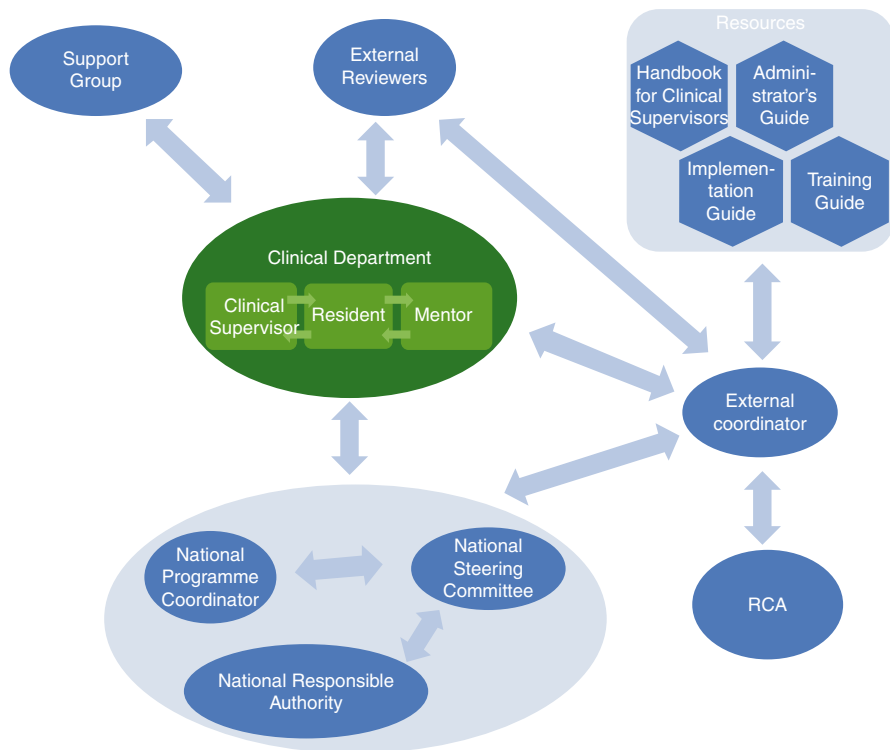 Support
Group
External
Reviewers
Resources
Handbook
for Clinical
Supervisors
Admini-
strator's
Guide
Implemen-
tation
Guide
Training
Guide
Clinical Department
Clinical
Supervisor
Resident
Mentor
External
coordinator
National
Programme
Coordinator
National
Steering
Committee
RCA
National Responsible
Authority